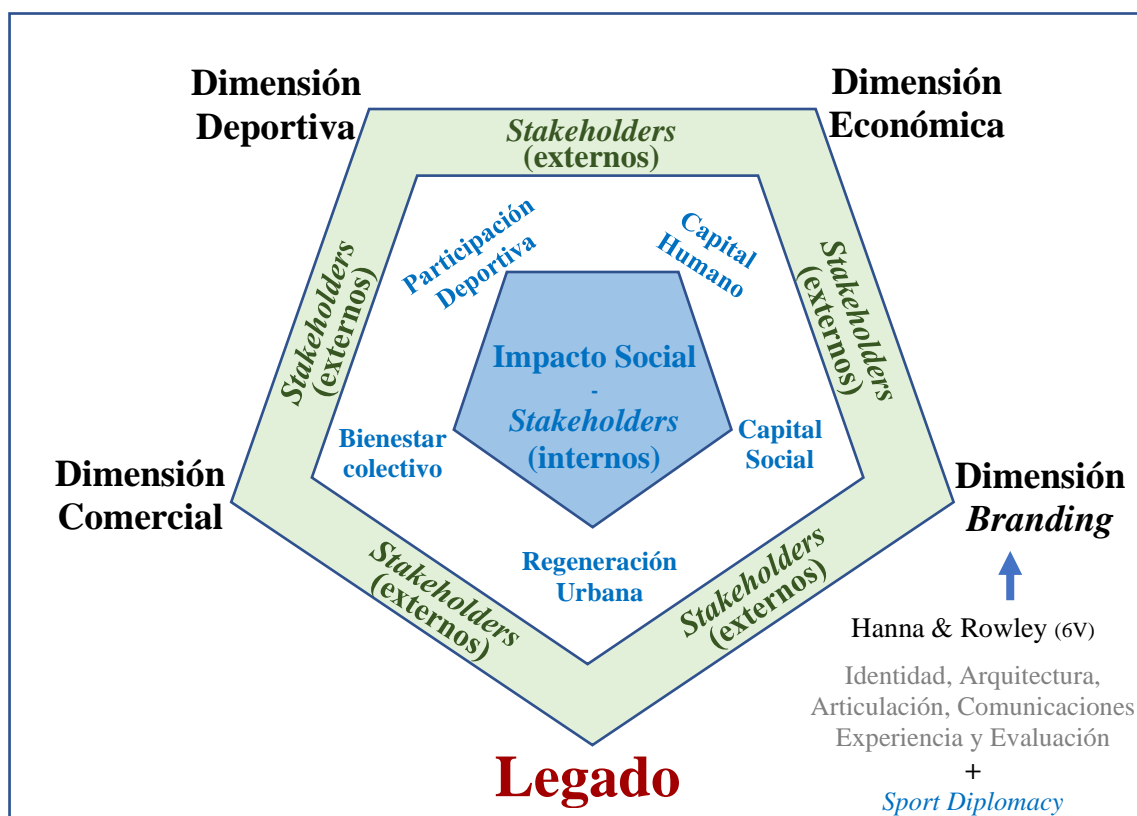 Dimensión
Deportiva
Dimensión
Económica
Stakeholders
(externos)
Participación
Deportiva
Capital
Humano
Stakeholders
(externos)
Stakeholders
(externos)
Impacto Social
-
Stakeholders
(internos)
Bienestar
colectivo
Capital
Social
Dimensión
Comercial
Dimensión
Branding
Regeneración
Urbana
Stakeholders
(externos)
Stakeholders
(externos)
Hanna & Rowley (6V)
Identidad, Arquitectura,
Articulación, Comunicaciones
Experiencia y Evaluación
+
Sport Diplomacy
Legado